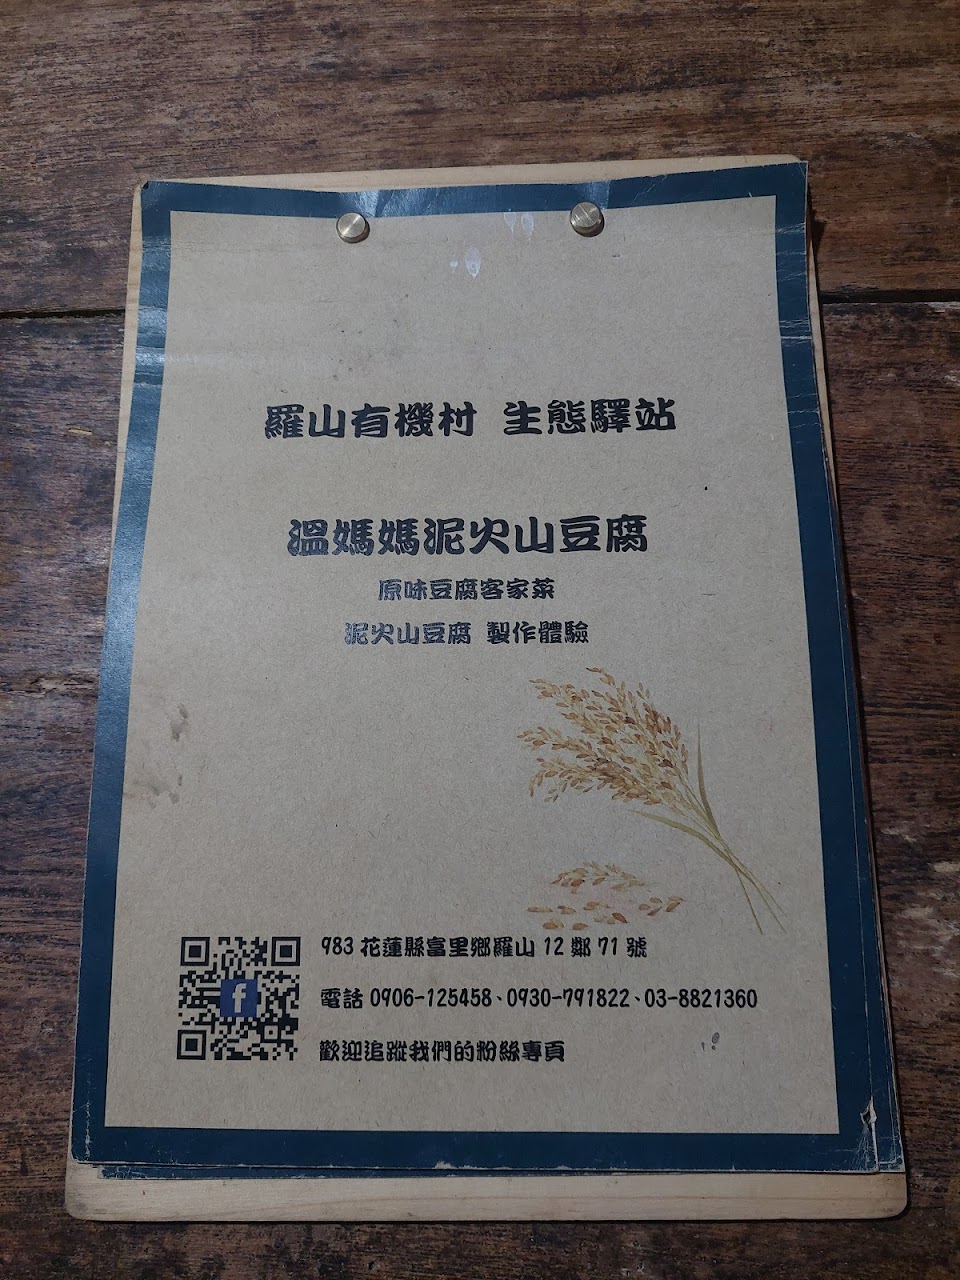 羅山有機村 生態驛站
溫媽媽泥火山豆腐
原味豆腐客家菜
泥火山豆腐 製作體驗
983 花蓮縣富里鄉羅山 12 鄰 71 號
電話 0906-125458、0930-791822、03-8821360
歡迎追蹤我們的粉絲專頁
f